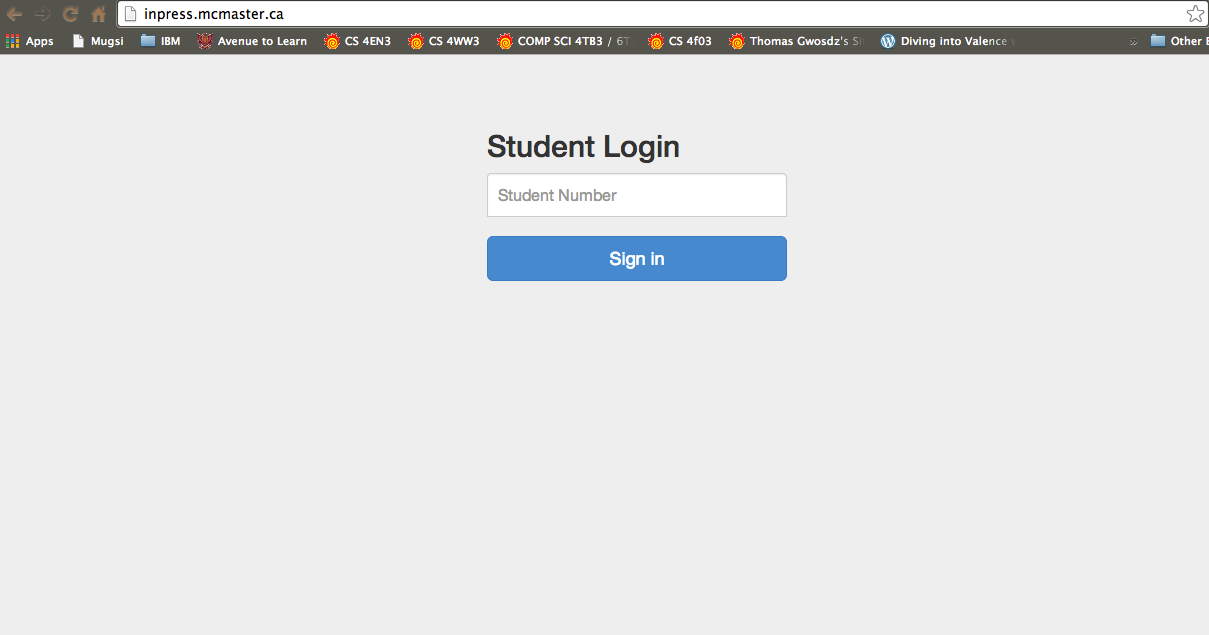 inpress.mcmaster.ca
Apps Mugsi IBM Avenue to Learn CS 4EN3 CS 4WW3 COMP SCI 4TB3 / 6T CS 4f03 Thomas Gwosdz's Si Diving into Valence » Other
Student Login
Student Number
Sign in